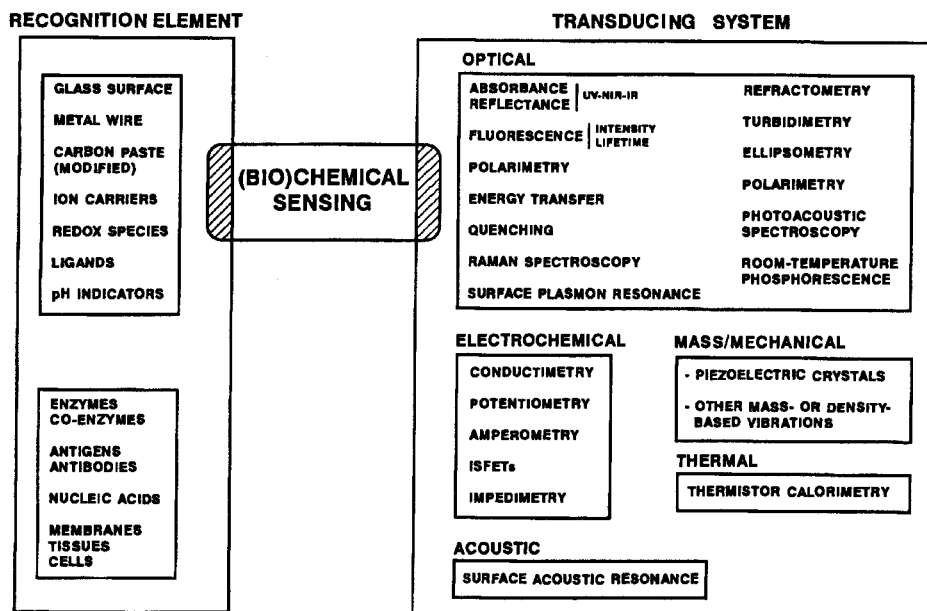 RECOGNITION ELEMENT
GLASS SURFACE
METAL WIRE
CARBON PASTE
(MODIFIED)
ION CARRIERS
REDOX SPECIES
LIGANDS
pH INDICATORS
ENZYMES
CO-ENZYMES
ANTIGENS
ANTIBODIES
NUCLEIC ACIDS
MEMBRANES
TISSUES
CELLS
(BIO)CHEMICAL
SENSING
TRANSDUCING SYSTEM
OPTICAL
ABSORBANCE
REFLECTANCE
UV-NIR-IR
FLUORESCENCE
INTENSITY
LIFETIME
POLARIMETRY
ENERGY TRANSFER
QUENCHING
RAMAN SPECTROSCOPY
SURFACE PLASMON RESONANCE
REFRACTOMETRY
TURBIDIMETRY
ELLIPSOMETRY
POLARIMETRY
PHOTOACOUSTIC
SPECTROSCOPY
ROOM-TEMPERATURE
PHOSPHORESCENCE
ELECTROCHEMICAL
CONDUCTIMETRY
POTENTIOMETRY
AMPEROMETRY
ISFETs
IMPEDIMETRY
MASS/MECHANICAL
- PIEZOELECTRIC CRYSTALS
- OTHER MASS- OR DENSITY-
BASED VIBRATIONS
THERMAL
THERMISTOR CALORIMETRY
ACOUSTIC
SURFACE ACOUSTIC RESONANCE